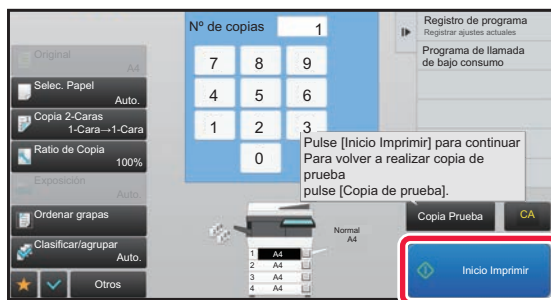 Nº de copias 1
Original
A4
Selec. Papel
Auto.
Copia 2-Caras
1-Cara→1-Cara
Ratio de Copia
100%
Exposición
Auto.
Ordenar grapas
Clasificar/agrupar
Auto.
Otros
7 8 9
4 5 6
1 2 3
0
Pulse [Inicio Imprimir] para continuar
Para volver a realizar copia de
prueba
pulse [Copia de prueba].
Normal
A4
1 A4
2 A4
3 A4
4 A4
Registro de programa
Registrar ajustes actuales
Programa de llamada
de bajo consumo
Copia Prueba
CA
Inicio Imprimir